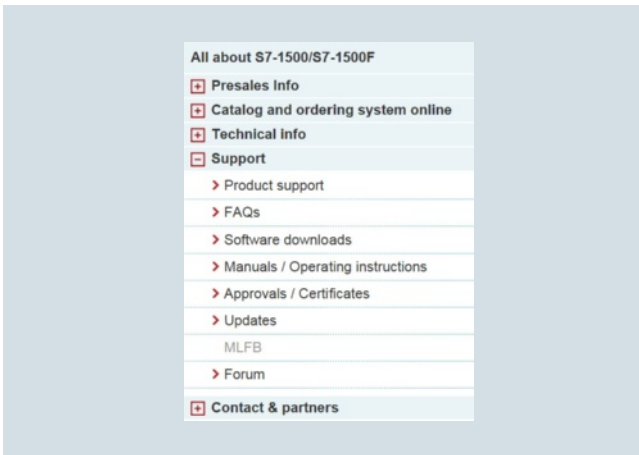 All about S7-1500/S7-1500F
Presales Info
Catalog and ordering system online
Technical info
Support
Product support
FAQs
Software downloads
Manuals / Operating instructions
Approvals / Certificates
Updates
MLFB
Forum
Contact & partners